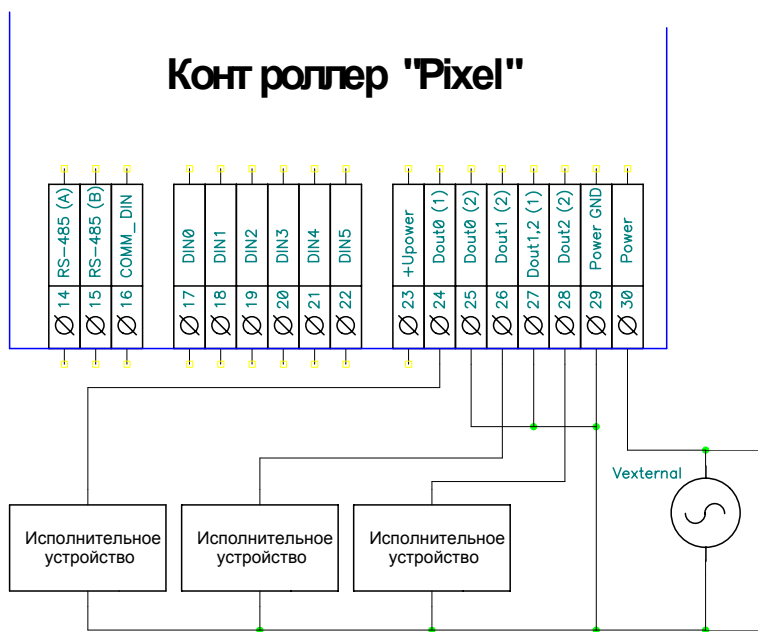 Контроллер "Pixel"
14 RS-485 (A)
15 RS-485 (B)
16 COMM_DIN
17 DIN0
18 DIN1
19 DIN2
20 DIN3
21 DIN4
22 DIN5
23 +Upower
24 Dout0 (1)
25 Dout0 (2)
26 Dout1 (2)
27 Dout1,2 (1)
28 Dout2 (2)
29 Power GND
30 Power
Vexternal
Исполнительное
устройство
Исполнительное
устройство
Исполнительное
устройство